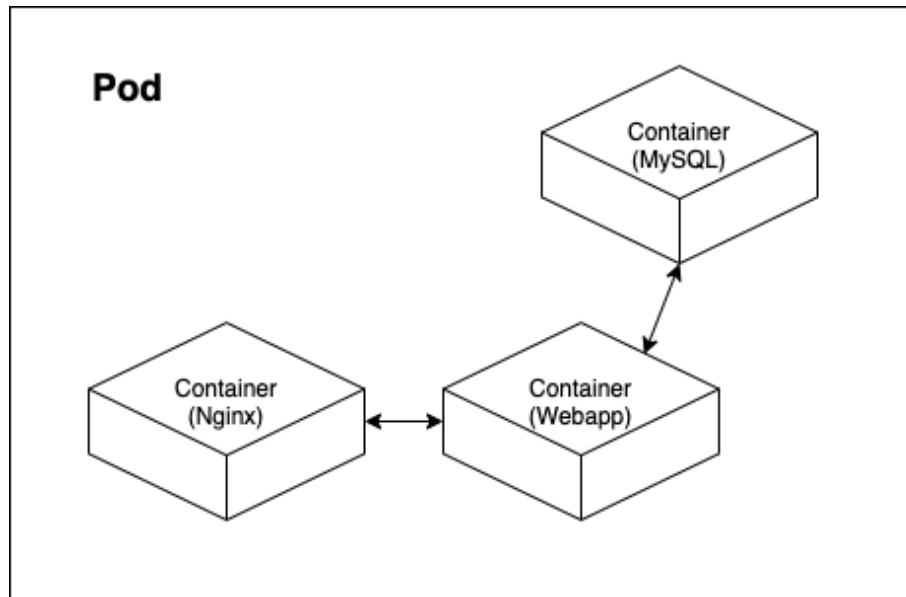 Pod
Container
(MySQL)
Container
(Nginx)
Container
(Webapp)